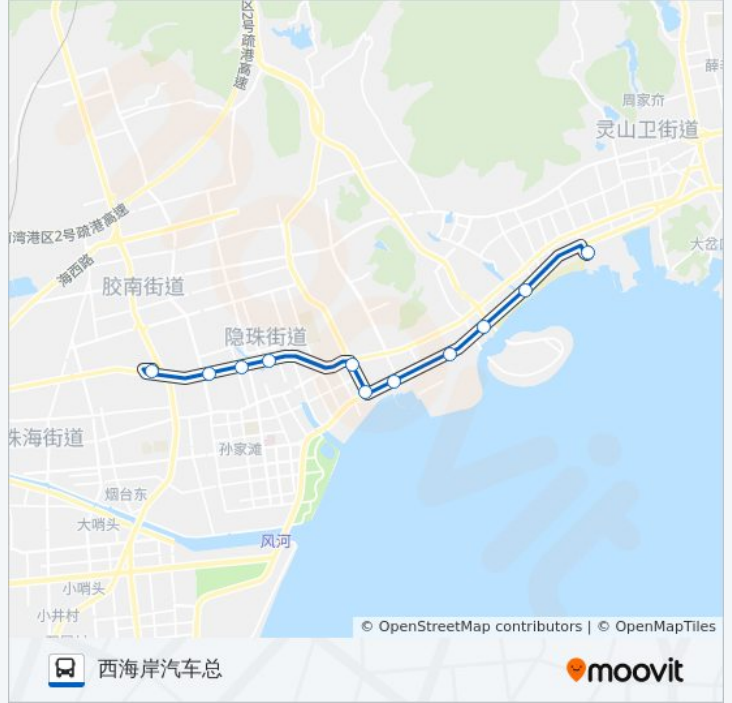 区2号疏港高速
薛
周家夼
灵山卫街道
湾港区2号疏港高速
大岔口
海西路
胶南街道
隐珠街道
珠海街道
孙家滩
烟台东
大哨头
风河
小哨头
小井村
© OpenStreetMap contributors | © OpenMapTiles
西海岸汽车总
moovit